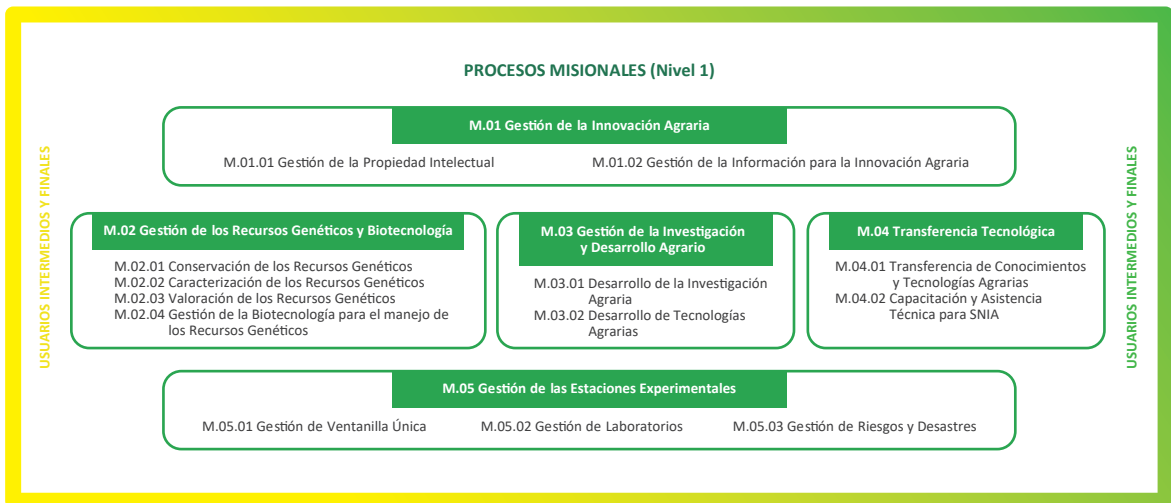 PROCESOS MISIONALES (Nivel 1)
USUARIOS INTERMEDIOS Y FINALES
M.01 Gestión de la Innovación Agraria
M.01.01 Gestión de la Propiedad Intelectual
M.01.02 Gestión de la Información para la Innovación Agraria
M.02 Gestión de los Recursos Genéticos y Biotecnología
M.02.01 Conservación de los Recursos Genéticos
M.02.02 Caracterización de los Recursos Genéticos
M.02.03 Valoración de los Recursos Genéticos
M.02.04 Gestión de la Biotecnología para el manejo de
los Recursos Genéticos
M.03 Gestión de la Investigación
y Desarrollo Agrario
M.03.01 Desarrollo de la Investigación
Agraria
M.03.02 Desarrollo de Tecnologías
Agrarias
M.04 Transferencia Tecnológica
M.04.01 Transferencia de Conocimientos
y Tecnologías Agrarias
M.04.02 Capacitación y Asistencia
Técnica para SNIA
M.05 Gestión de las Estaciones Experimentales
M.05.01 Gestión de Ventanilla Única
M.05.02 Gestión de Laboratorios
M.05.03 Gestión de Riesgos y Desastres
USUARIOS INTERMEDIOS Y FINALES